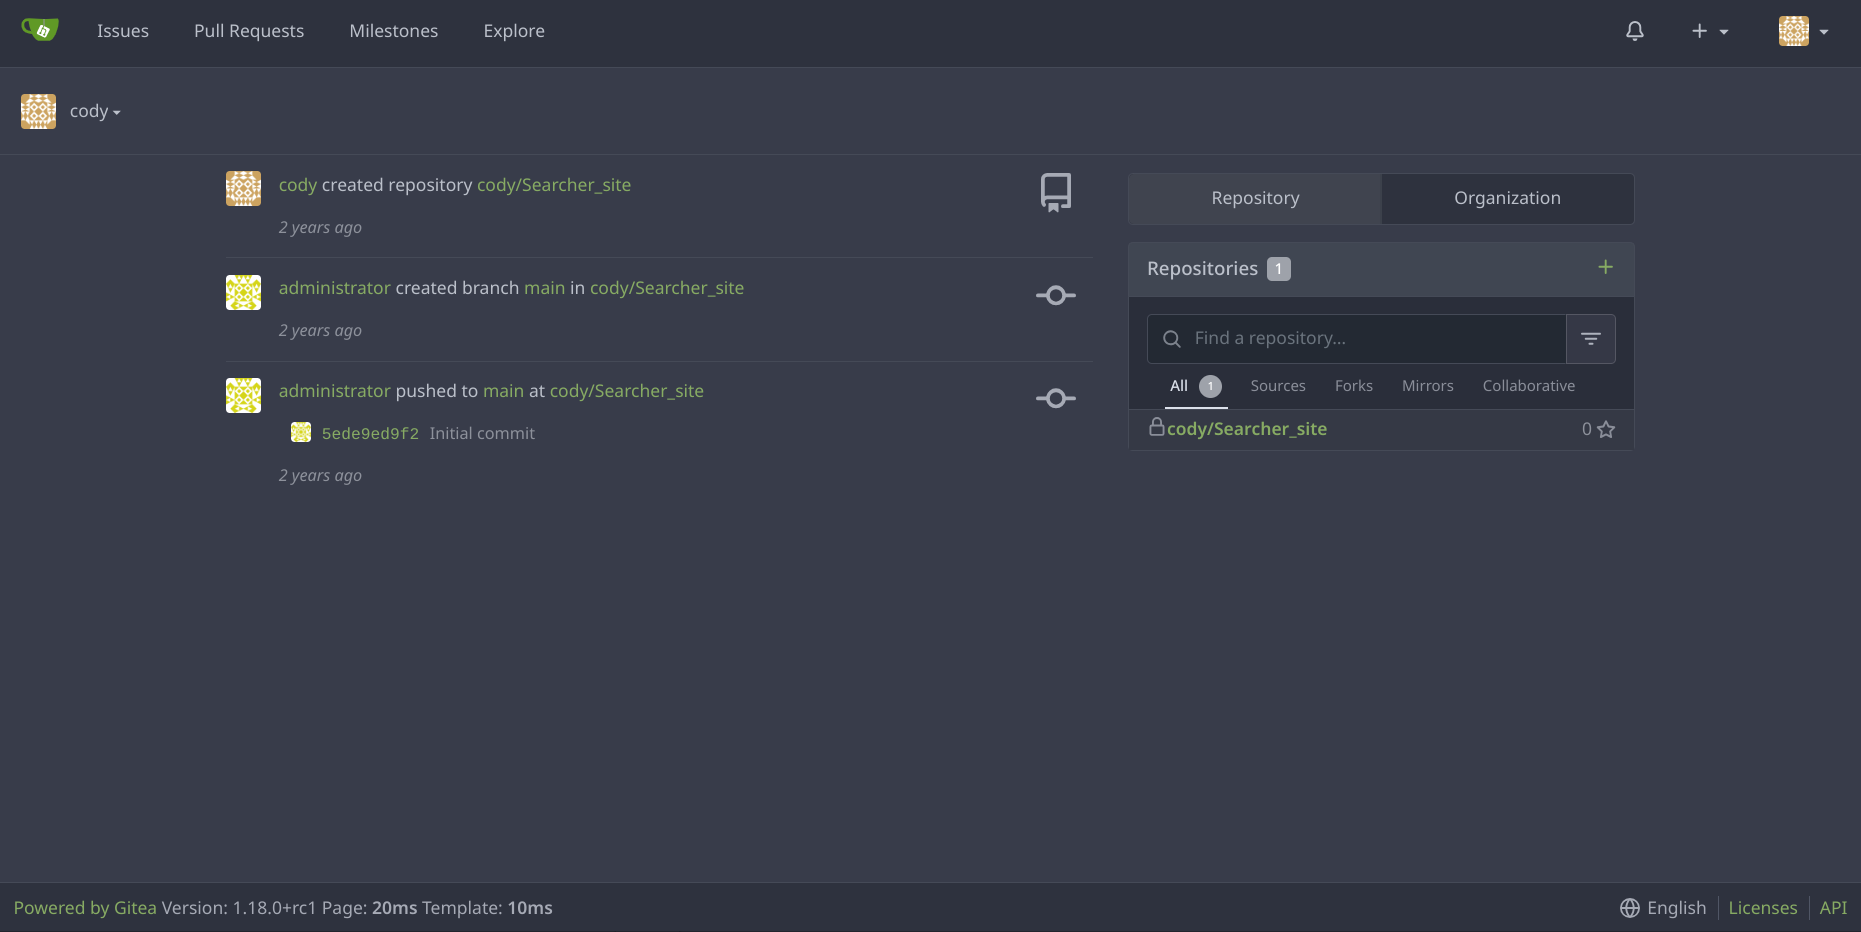 Issues Pull Requests Milestones Explore
cody
cody created repository cody/Searcher_site
2 years ago
administrator created branch main in cody/Searcher_site
2 years ago
administrator pushed to main at cody/Searcher_site
5ede9ed9f2 Initial commit
2 years ago
Repository Organization
Repositories 1
Find a repository...
All 1 Sources Forks Mirrors Collaborative
cody/Searcher_site 0
Powered by Gitea Version: 1.18.0+rc1 Page: 20ms Template: 10ms
English Licenses API